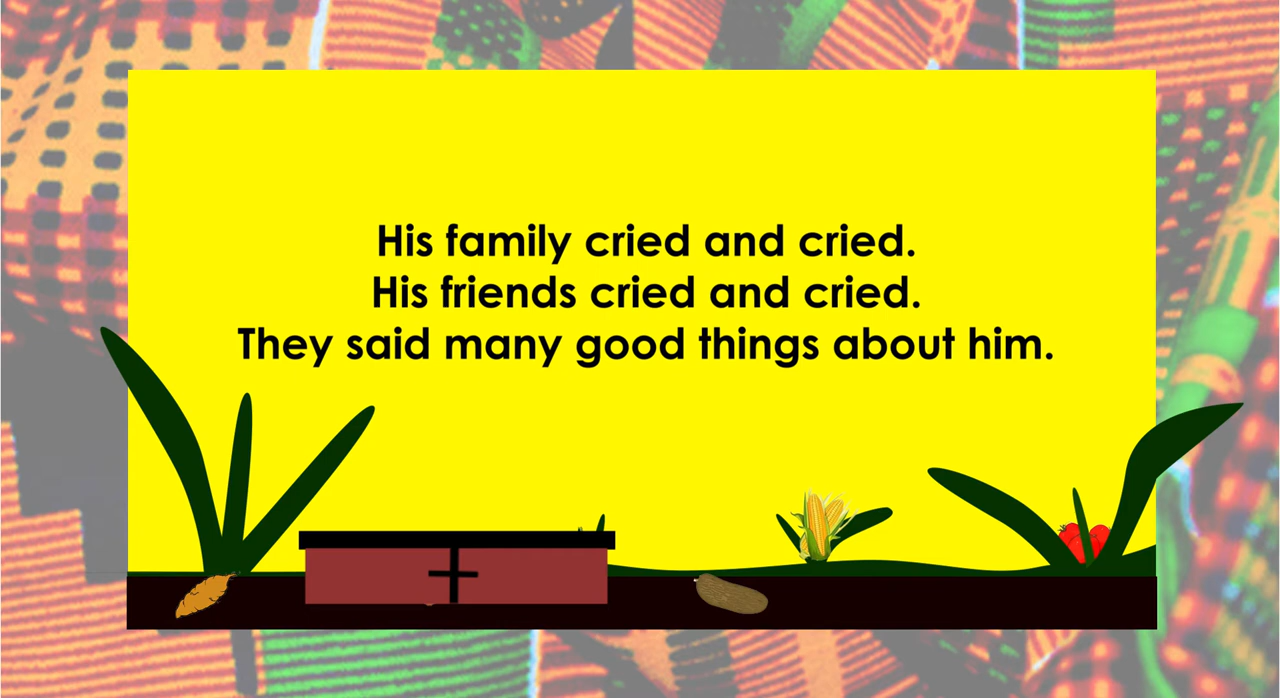 His family cried and cried.
His friends cried and cried.
They said many good things about him.